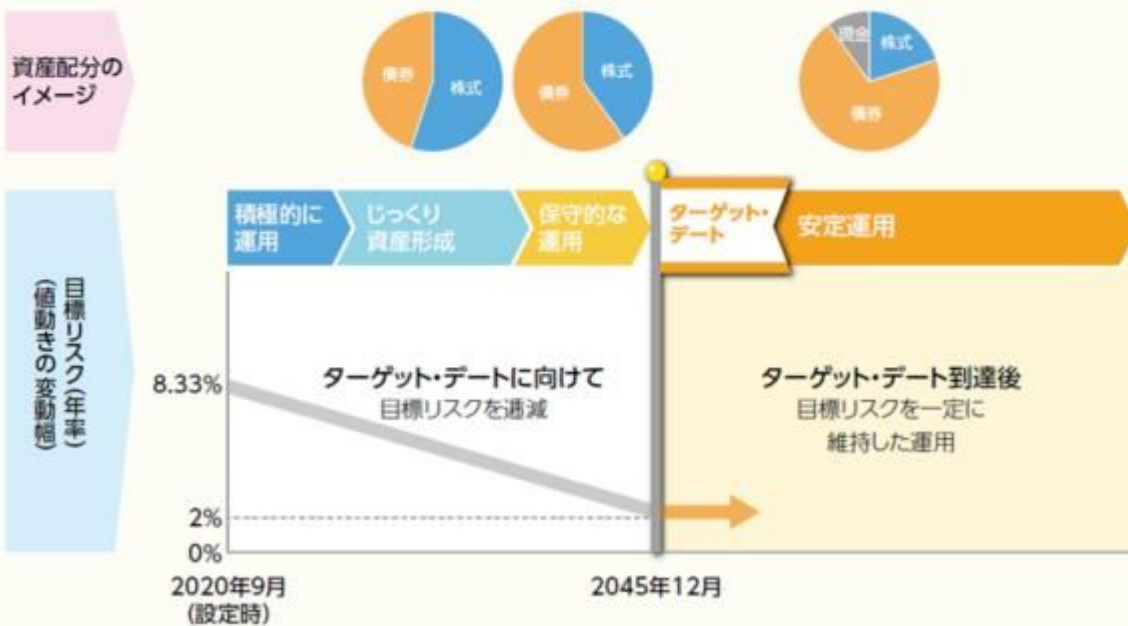 資産配分の
イメージ
債券
株式
債券
株式
現金
株式
債券
積極的に
運用
じっくり
資産形成
保守的な
運用
ターゲット・
デート
安定運用
目標リスク(年率)
(値動きの変動幅)
8.33%
2%
0%
ターゲット・デートに向けて
目標リスクを逓減
ターゲット・デート到達後
目標リスクを一定に
維持した運用
2020年9月
(設定時)
2045年12月